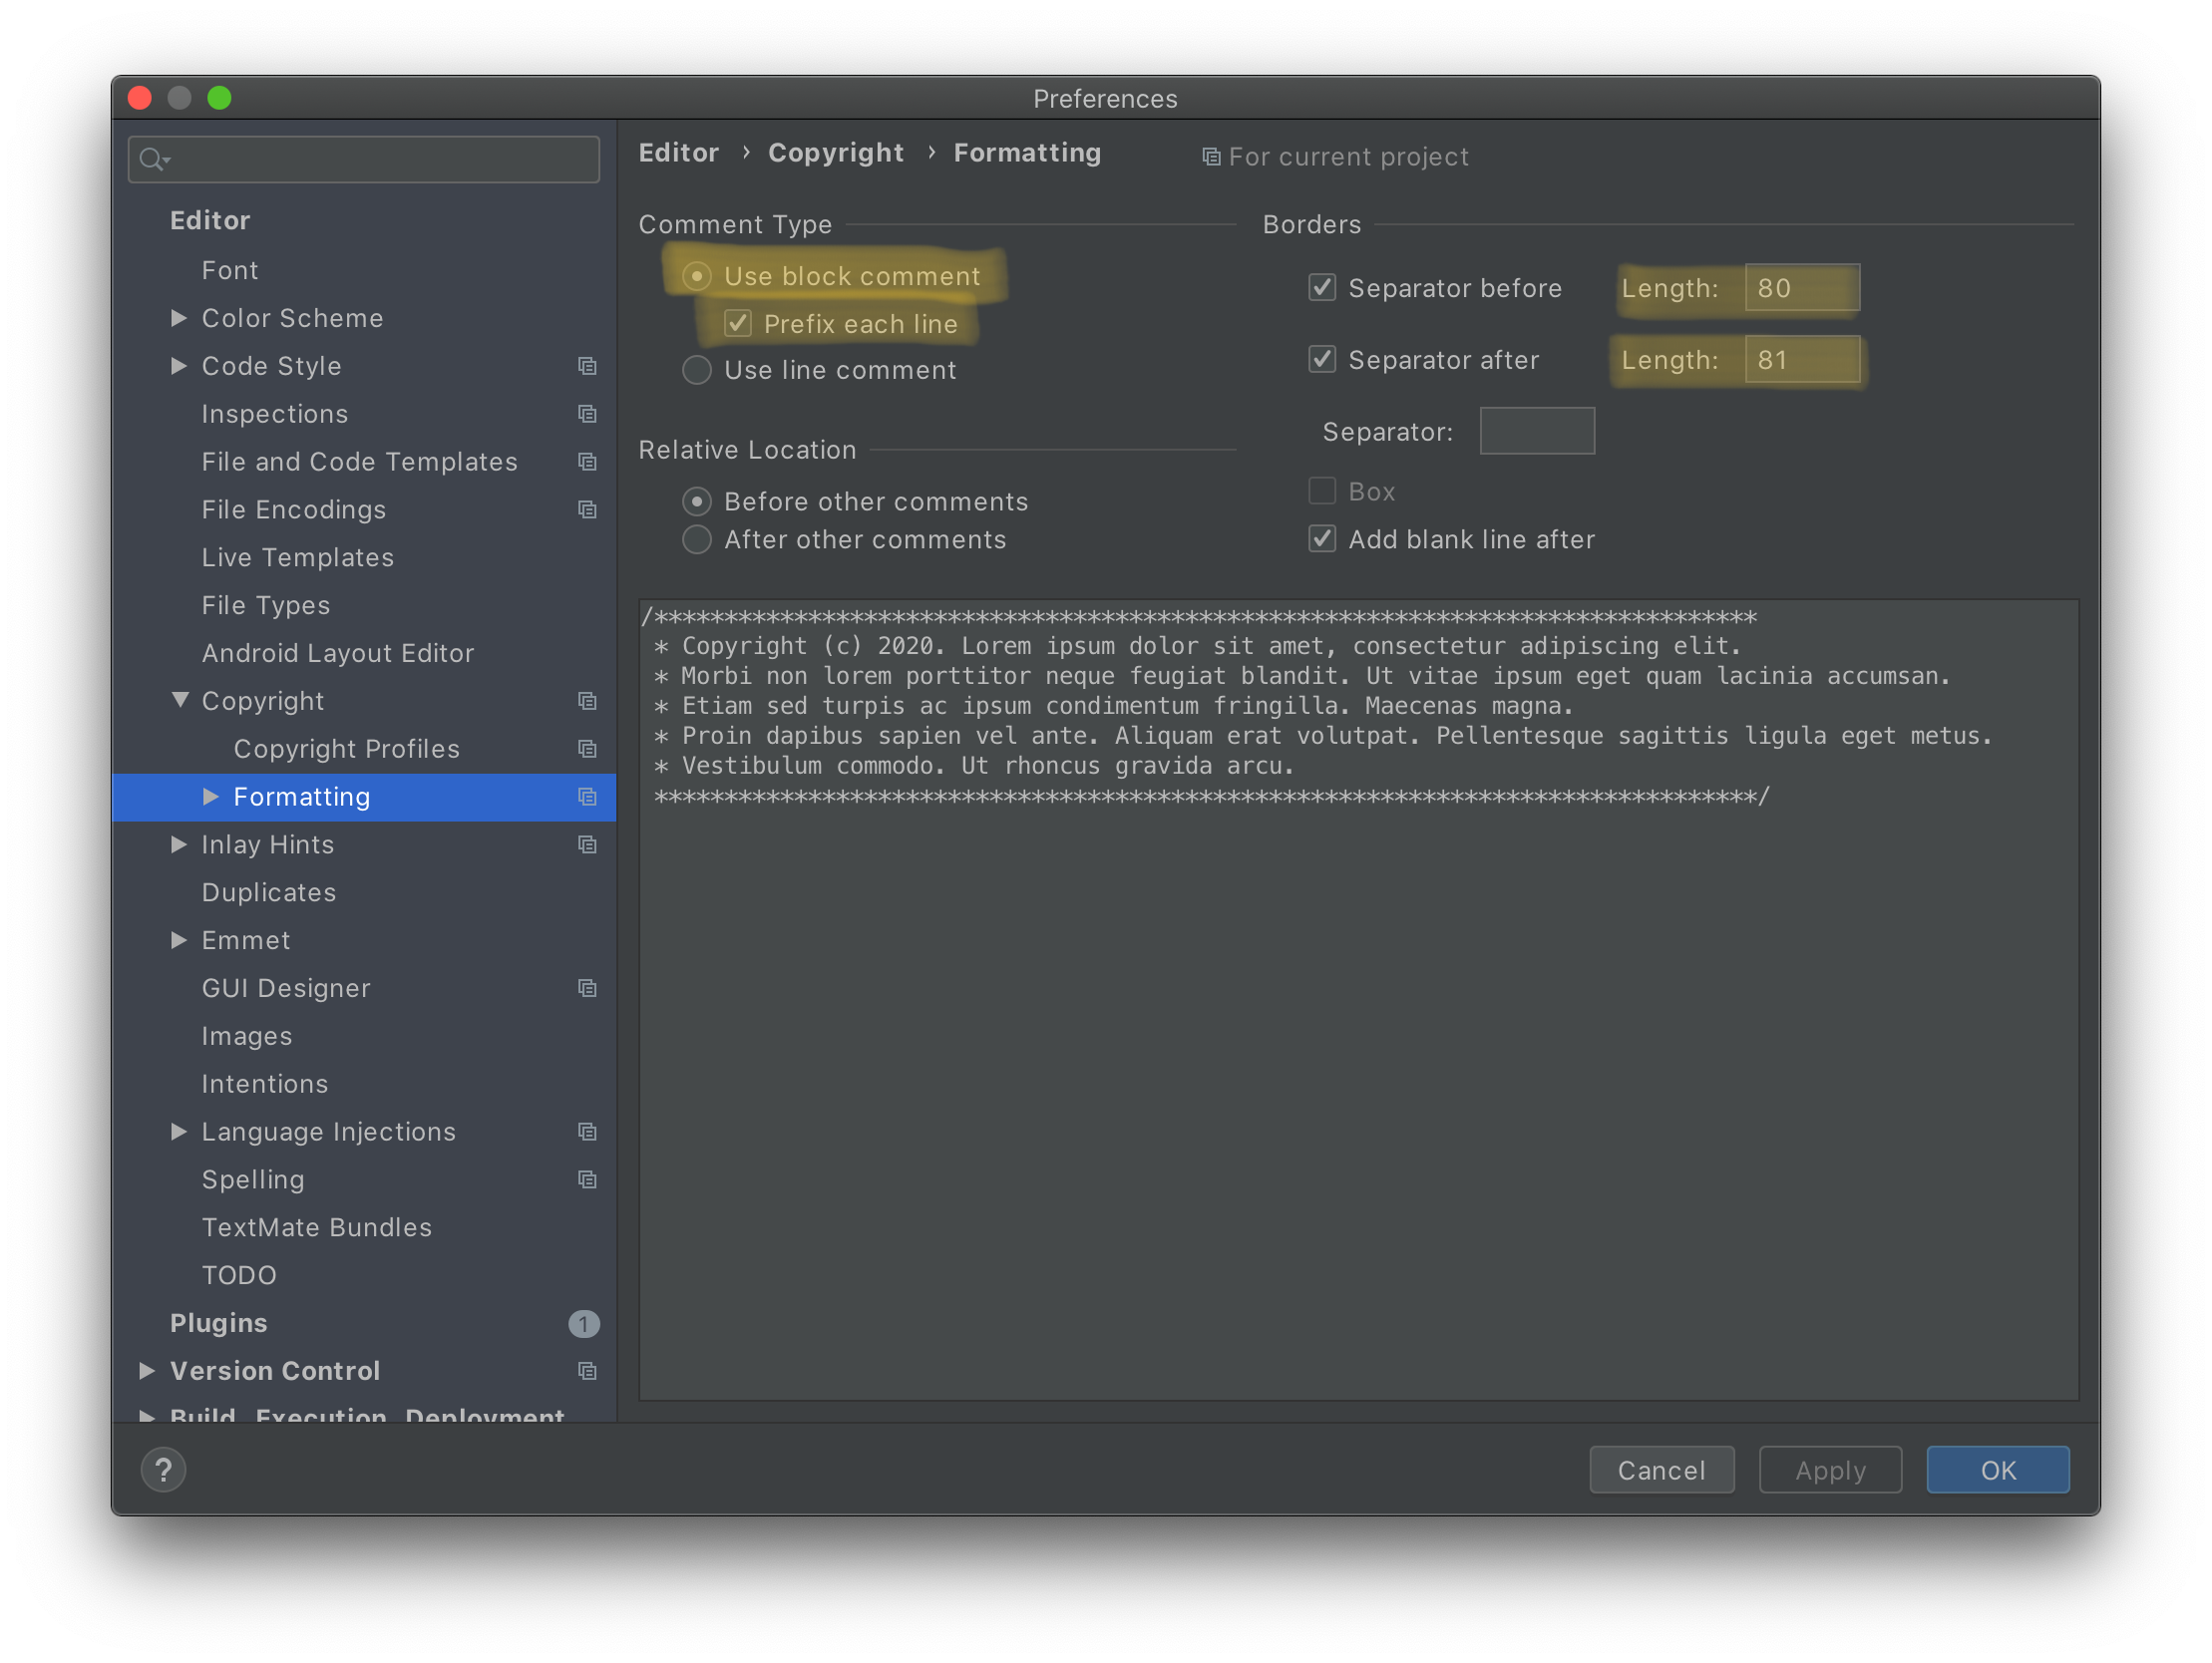 Preferences
Editor › Copyright › Formatting
For current project
Editor
Font
Color Scheme
Code Style
Inspections
File and Code Templates
File Encodings
Live Templates
File Types
Android Layout Editor
Copyright
Copyright Profiles
Formatting
Inlay Hints
Duplicates
Emmet
GUI Designer
Images
Intentions
Language Injections
Spelling
TextMate Bundles
TODO
Plugins 1
Version Control
Build, Execution, Deployment
Comment Type
Use block comment
Prefix each line
Use line comment
Relative Location
Before other comments
After other comments
Borders
Separator before Length: 80
Separator after Length: 81
Separator:
Box
Add blank line after
/*******************************************************************************
 * Copyright (c) 2020. Lorem ipsum dolor sit amet, consectetur adipiscing elit.
 * Morbi non lorem porttitor neque feugiat blandit. Ut vitae ipsum eget quam lacinia accumsan.
 * Etiam sed turpis ac ipsum condimentum fringilla. Maecenas magna.
 * Proin dapibus sapien vel ante. Aliquam erat volutpat. Pellentesque sagittis ligula eget metus.
 * Vestibulum commodo. Ut rhoncus gravida arcu.
 *******************************************************************************/
?
Cancel
Apply
OK